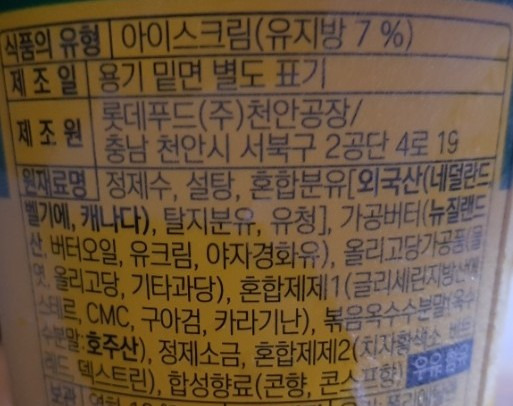 식품의 유형 아이스크림(유지방 7 %)
제 조 일 용기 밑면 별도 표기
제 조 원 롯데푸드(주)천안공장/
충남 천안시 서북구 2공단 4로 19
원재료명 정제수, 설탕, 혼합분유[외국산(네덜란드,
벨기에, 캐나다), 탈지분유, 유청], 가공버터(뉴질랜드
산, 버터오일, 유크림, 야자경화유), 올리고당가공품(물
엿, 올리고당, 기타과당), 혼합제제1(글리세린지방산에
스테르, CMC, 구아검, 카라기난), 볶음옥수수분말(옥수
수분말:호주산), 정제소금, 혼합제제2(치자황색소,
덱스트린), 합성향료(콘향, 콘스프향) 우유함유
보관